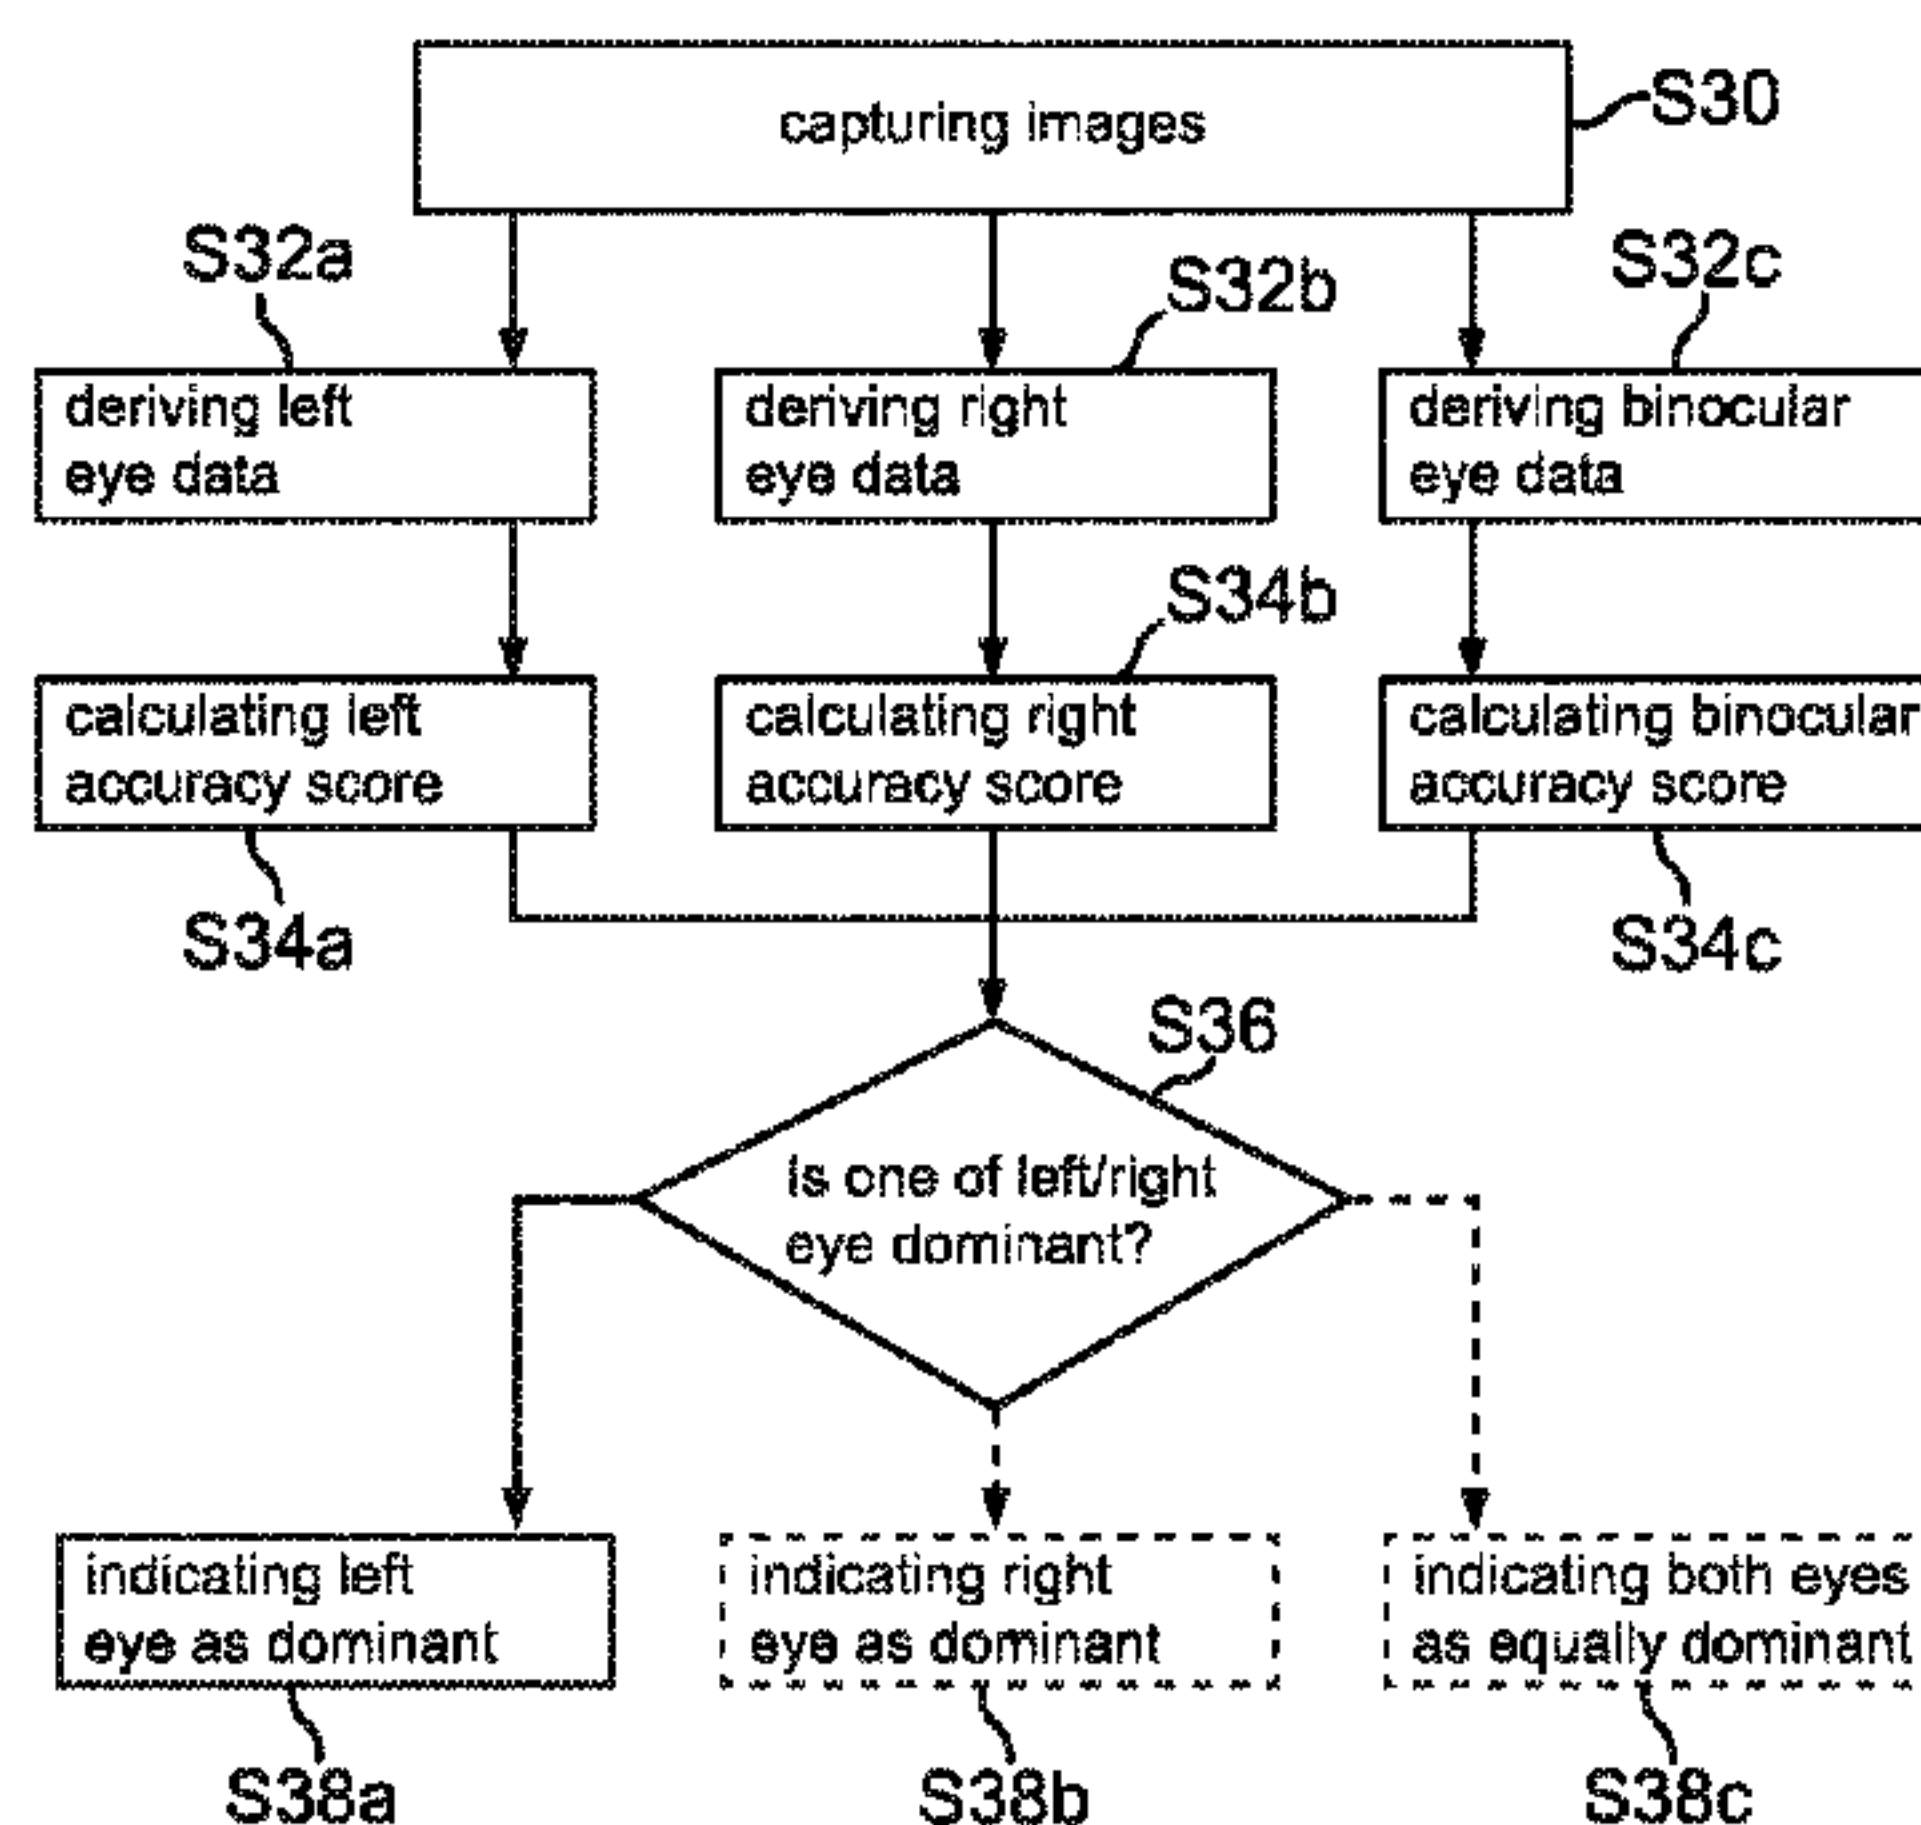 capturing images
S30
S32a
S32b
S32c
deriving left
eye data
deriving right
eye data
deriving binocular
eye data
S34b
calculating left
accuracy score
calculating right
accuracy score
calculating binocular
accuracy score
S34a
S34c
S36
is one of left/right
eye dominant?
indicating left
eye as dominant
indicating right
eye as dominant
indicating both eyes
as equally dominant
S38a
S38b
S38c